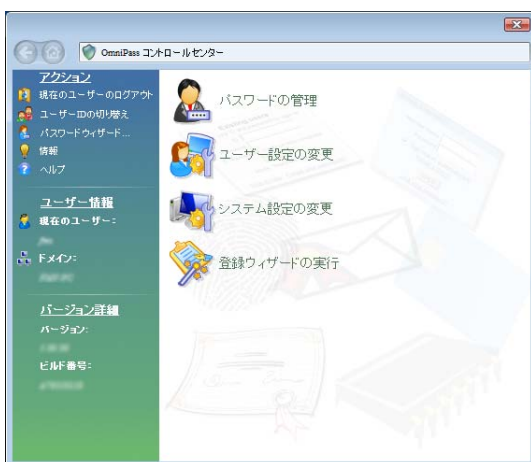 OmniPass コントロールセンター
アクション
現在のユーザーのログアウト
ユーザーIDの切り替え
パスワードウィザード...
情報
ヘルプ
ユーザー情報
現在のユーザー:
ドメイン:
バージョン詳細
バージョン:
ビルド番号:
パスワードの管理
ユーザー設定の変更
システム設定の変更
登録ウィザードの実行